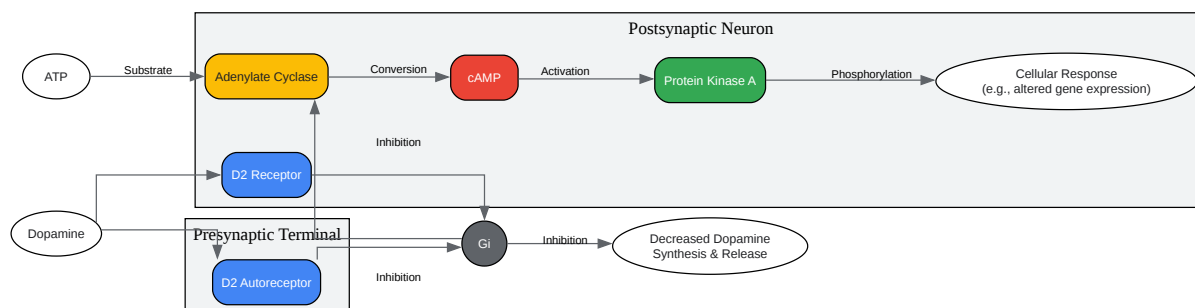 Postsynaptic Neuron
ATP
Substrate
Adenylate Cyclase
Conversion
cAMP
Activation
Protein Kinase A
Phosphorylation
Cellular Response
(e.g., altered gene expression)
Inhibition
D2 Receptor
Dopamine
Presynaptic Terminal
Gi
Inhibition
Decreased Dopamine
Synthesis & Release
D2 Autoreceptor
Inhibition